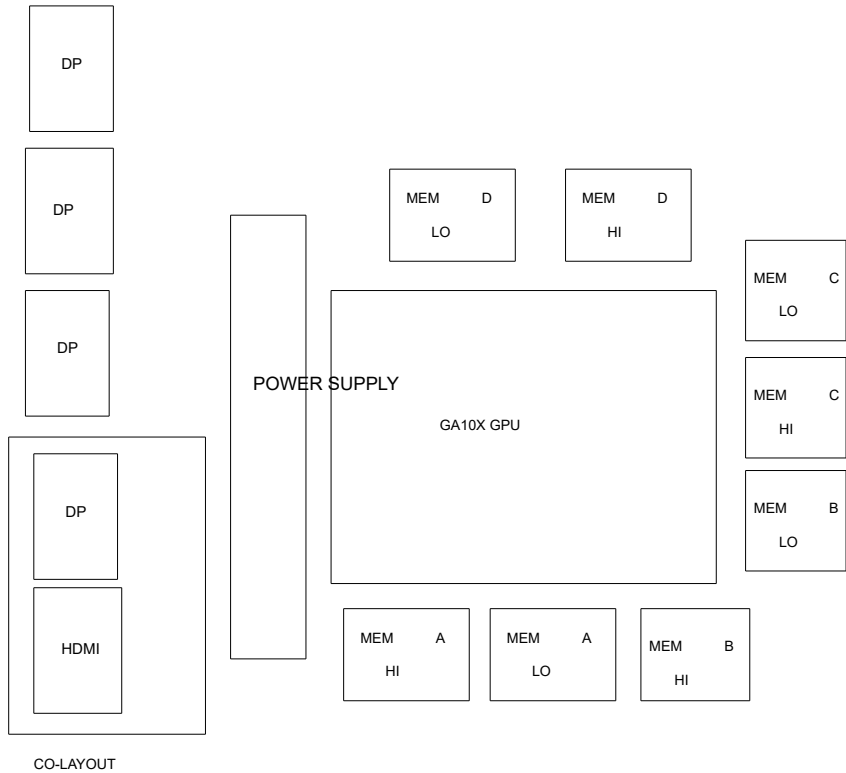 DP
DP
DP
DP
HDMI
CO-LAYOUT
POWER SUPPLY
GA10X GPU
MEM D
LO
MEM D
HI
MEM C
LO
MEM C
HI
MEM B
LO
MEM A
HI
MEM A
LO
MEM B
HI